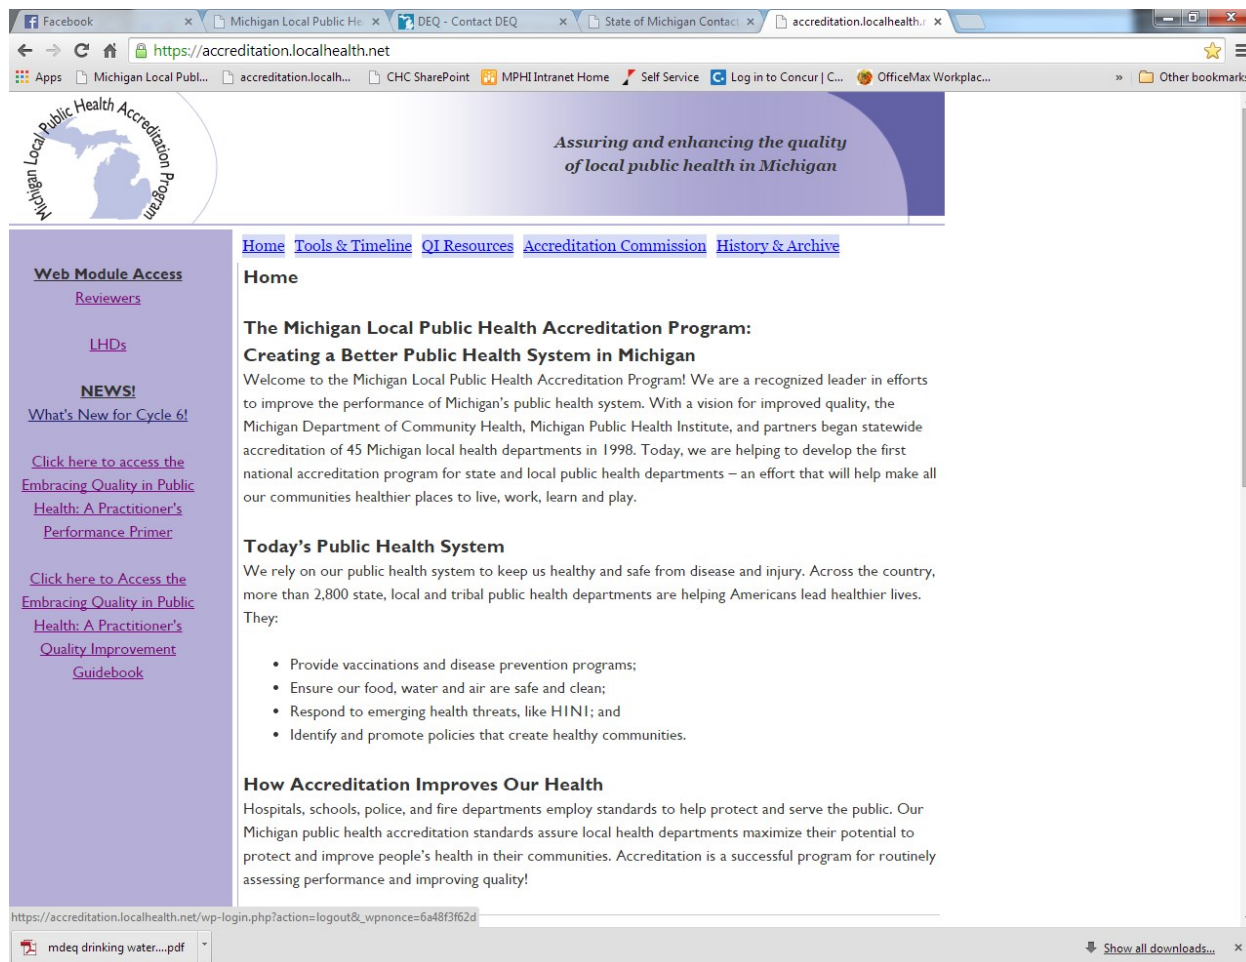 Facebook
Michigan Local Public He
DEQ - Contact DEQ
State of Michigan Contact
accreditation.localhealth.r
https://accreditation.localhealth.net
Apps
Michigan Local Publ...
accreditation.localh...
CHC SharePoint
MPHI Intranet Home
Self Service
Log in to Concur | C...
OfficeMax Workplac...
»
Other bookmarks
Michigan Local Public Health Accreditation Program
Assuring and enhancing the quality
of local public health in Michigan
Home Tools & Timeline QI Resources Accreditation Commission History & Archive
Web Module Access
Reviewers
LHDs
NEWS!
What's New for Cycle 6!
Click here to access the
Embracing Quality in Public
Health: A Practitioner's
Performance Primer
Click here to Access the
Embracing Quality in Public
Health: A Practitioner's
Quality Improvement
Guidebook
Home
The Michigan Local Public Health Accreditation Program:
Creating a Better Public Health System in Michigan
Welcome to the Michigan Local Public Health Accreditation Program! We are a recognized leader in efforts
to improve the performance of Michigan's public health system. With a vision for improved quality, the
Michigan Department of Community Health, Michigan Public Health Institute, and partners began statewide
accreditation of 45 Michigan local health departments in 1998. Today, we are helping to develop the first
national accreditation program for state and local public health departments – an effort that will help make all
our communities healthier places to live, work, learn and play.
Today's Public Health System
We rely on our public health system to keep us healthy and safe from disease and injury. Across the country,
more than 2,800 state, local and tribal public health departments are helping Americans lead healthier lives.
They:
• Provide vaccinations and disease prevention programs;
• Ensure our food, water and air are safe and clean;
• Respond to emerging health threats, like H1N1; and
• Identify and promote policies that create healthy communities.
How Accreditation Improves Our Health
Hospitals, schools, police, and fire departments employ standards to help protect and serve the public. Our
Michigan public health accreditation standards assure local health departments maximize their potential to
protect and improve people's health in their communities. Accreditation is a successful program for routinely
assessing performance and improving quality!
https://accreditation.localhealth.net/wp-login.php?action=logout&_wpnonce=6a48f3f62d
mdeq drinking water....pdf
Show all downloads...